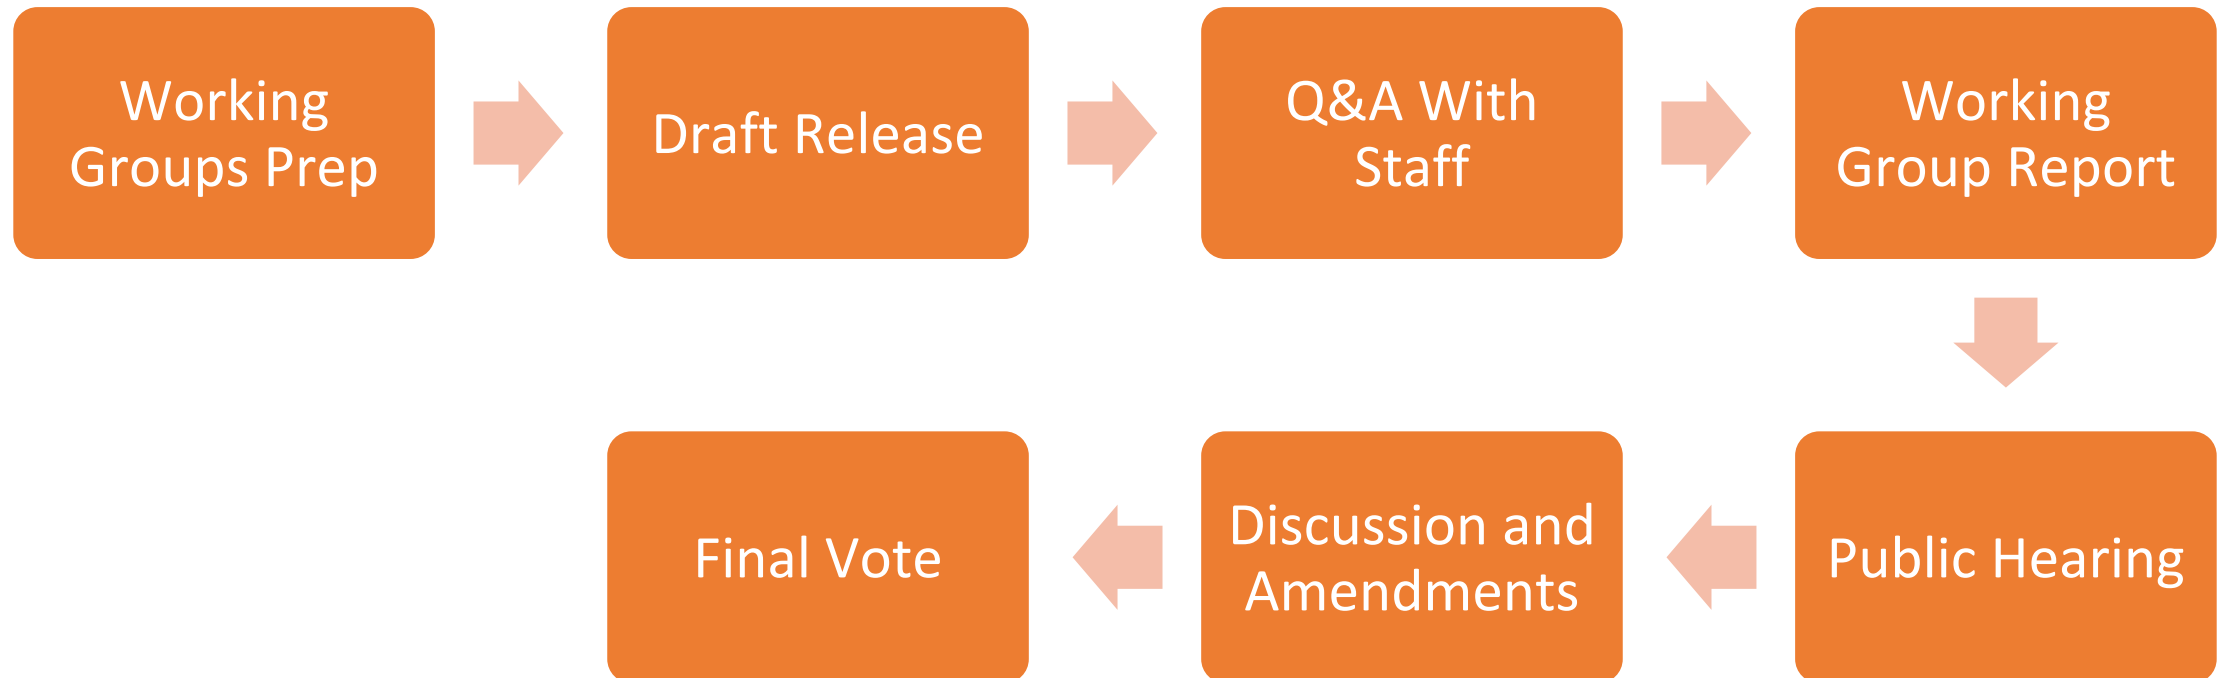 Working
Groups Prep
Draft Release
Q&A With
Staff
Working
Group Report
Public Hearing
Discussion and
Amendments
Final Vote